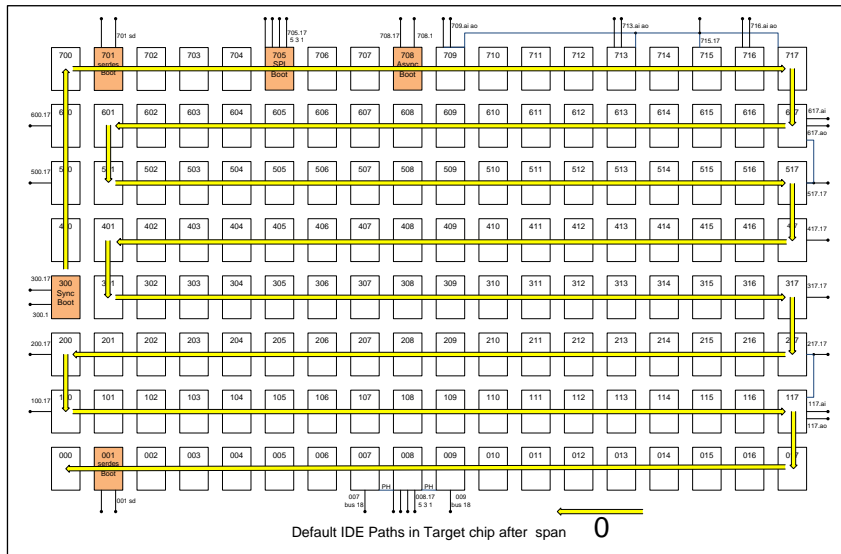 701 sd
705.17
5 3 1
708.17
708.1
709.ai ao
713.ai ao
715.17
716.ai ao
700 701 702 703 704 705 706 707 708 709 710 711 712 713 714 715 716 717
serdes Boot
SPI Boot
Async Boot
600.17
601 602 603 604 605 606 607 608 609 610 611 612 613 614 615 616
617.ai
617.ao
500.17
502 503 504 505 506 507 508 509 510 511 512 513 514 515 516 517
517.17
401 402 403 404 405 406 407 408 409 410 411 412 413 414 415 416
417.17
300.17
300.1
300
Sync
Boot
302 303 304 305 306 307 308 309 310 311 312 313 314 315 316 317
317.17
200.17
200 201 202 203 204 205 206 207 208 209 210 211 212 213 214 215 216
217.17
100.17
101 102 103 104 105 106 107 108 109 110 111 112 113 114 115 116 117
117.ai
117.ao
000 001 002 003 004 005 006 007 008 009 010 011 012 013 014 015 016
serdes
Boot
001 sd
PH PH
007
bus 18
008.17
5 3 1
009
bus 18
Default IDE Paths in Target chip after span 0